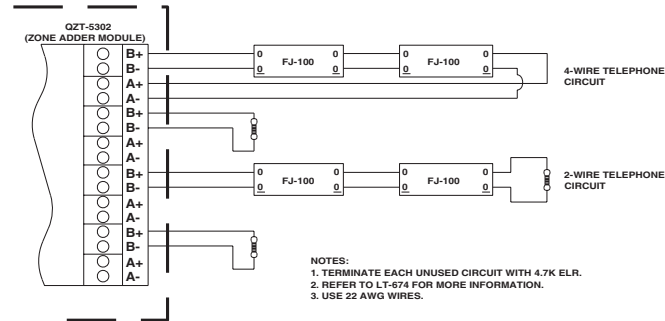 QZT-5302
(ZONE ADDER MODULE)
B+
B-
A+
A-
B+
B-
A+
A-
B+
B-
A+
A-
B+
B-
A+
A-
0 FJ-100 0
0 0
0 FJ-100 0
0 0
4-WIRE TELEPHONE
CIRCUIT
0 FJ-100 0
0 0
0 FJ-100 0
0 0
2-WIRE TELEPHONE
CIRCUIT
NOTES:
1. TERMINATE EACH UNUSED CIRCUIT WITH 4.7K ELR.
2. REFER TO LT-674 FOR MORE INFORMATION.
3. USE 22 AWG WIRES.